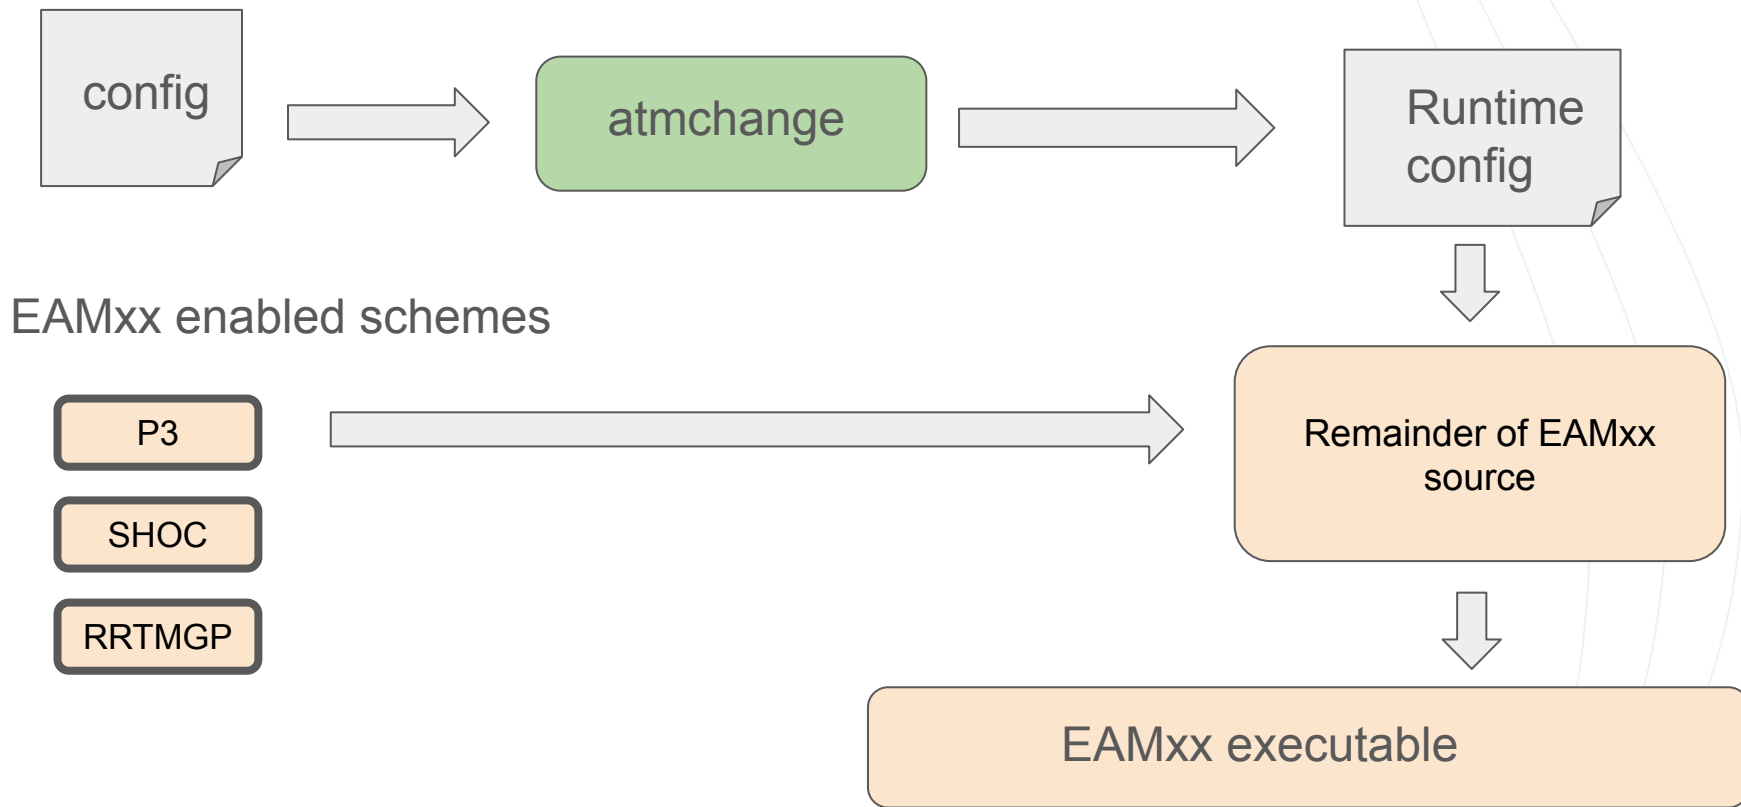 config
atmchange
Runtime
config
EAMxx enabled schemes
P3
SHOC
RRTMGP
Remainder of EAMxx
source
EAMxx executable